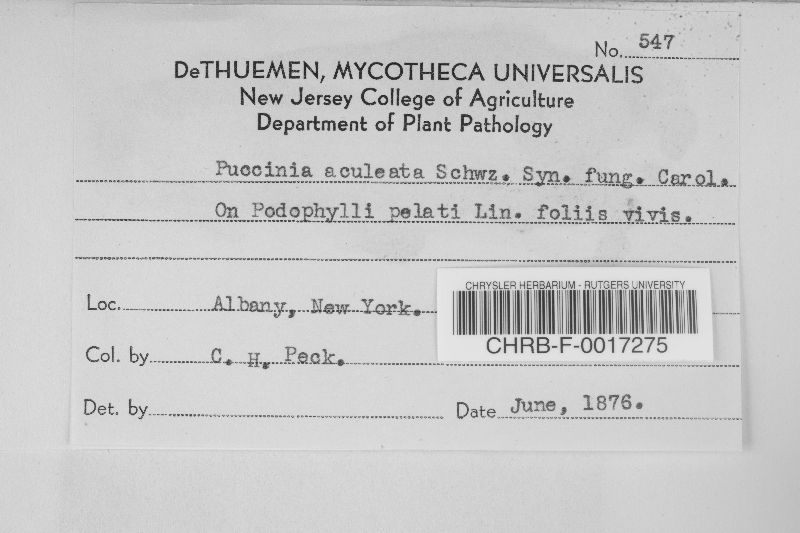 No. 547
DeTHUEMEN, MYCOTHECA UNIVERSALIS
New Jersey College of Agriculture
Department of Plant Pathology
Puccinia aculeata Schwz. Syn. fung. Carol.
On Podophylli pelati Lin. foliis vivis.
Loc. Albany, New York.
CHRYSLER HERBARIUM - RUTGERS UNIVERSITY
CHRB-F-0017275
Col. by C. H. Peck.
Det. by
Date June, 1876.